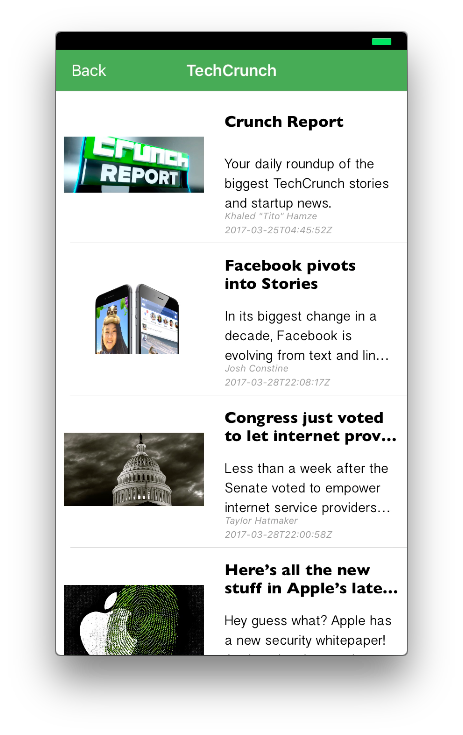 Back
TechCrunch
crunch
REPORT
Crunch Report
Your daily roundup of the
biggest TechCrunch stories
and startup news.
Khaled "Tito" Hamze
2017-03-25T04:45:52Z
Facebook pivots
into Stories
In its biggest change in a
decade, Facebook is
evolving from text and lin…
Josh Constine
2017-03-28T22:08:17Z
Congress just voted
to let internet prov…
Less than a week after the
Senate voted to empower
internet service providers…
Taylor Hatmaker
2017-03-28T22:00:58Z
Here’s all the new
stuff in Apple’s late…
Hey guess what? Apple has
a new security whitepaper!